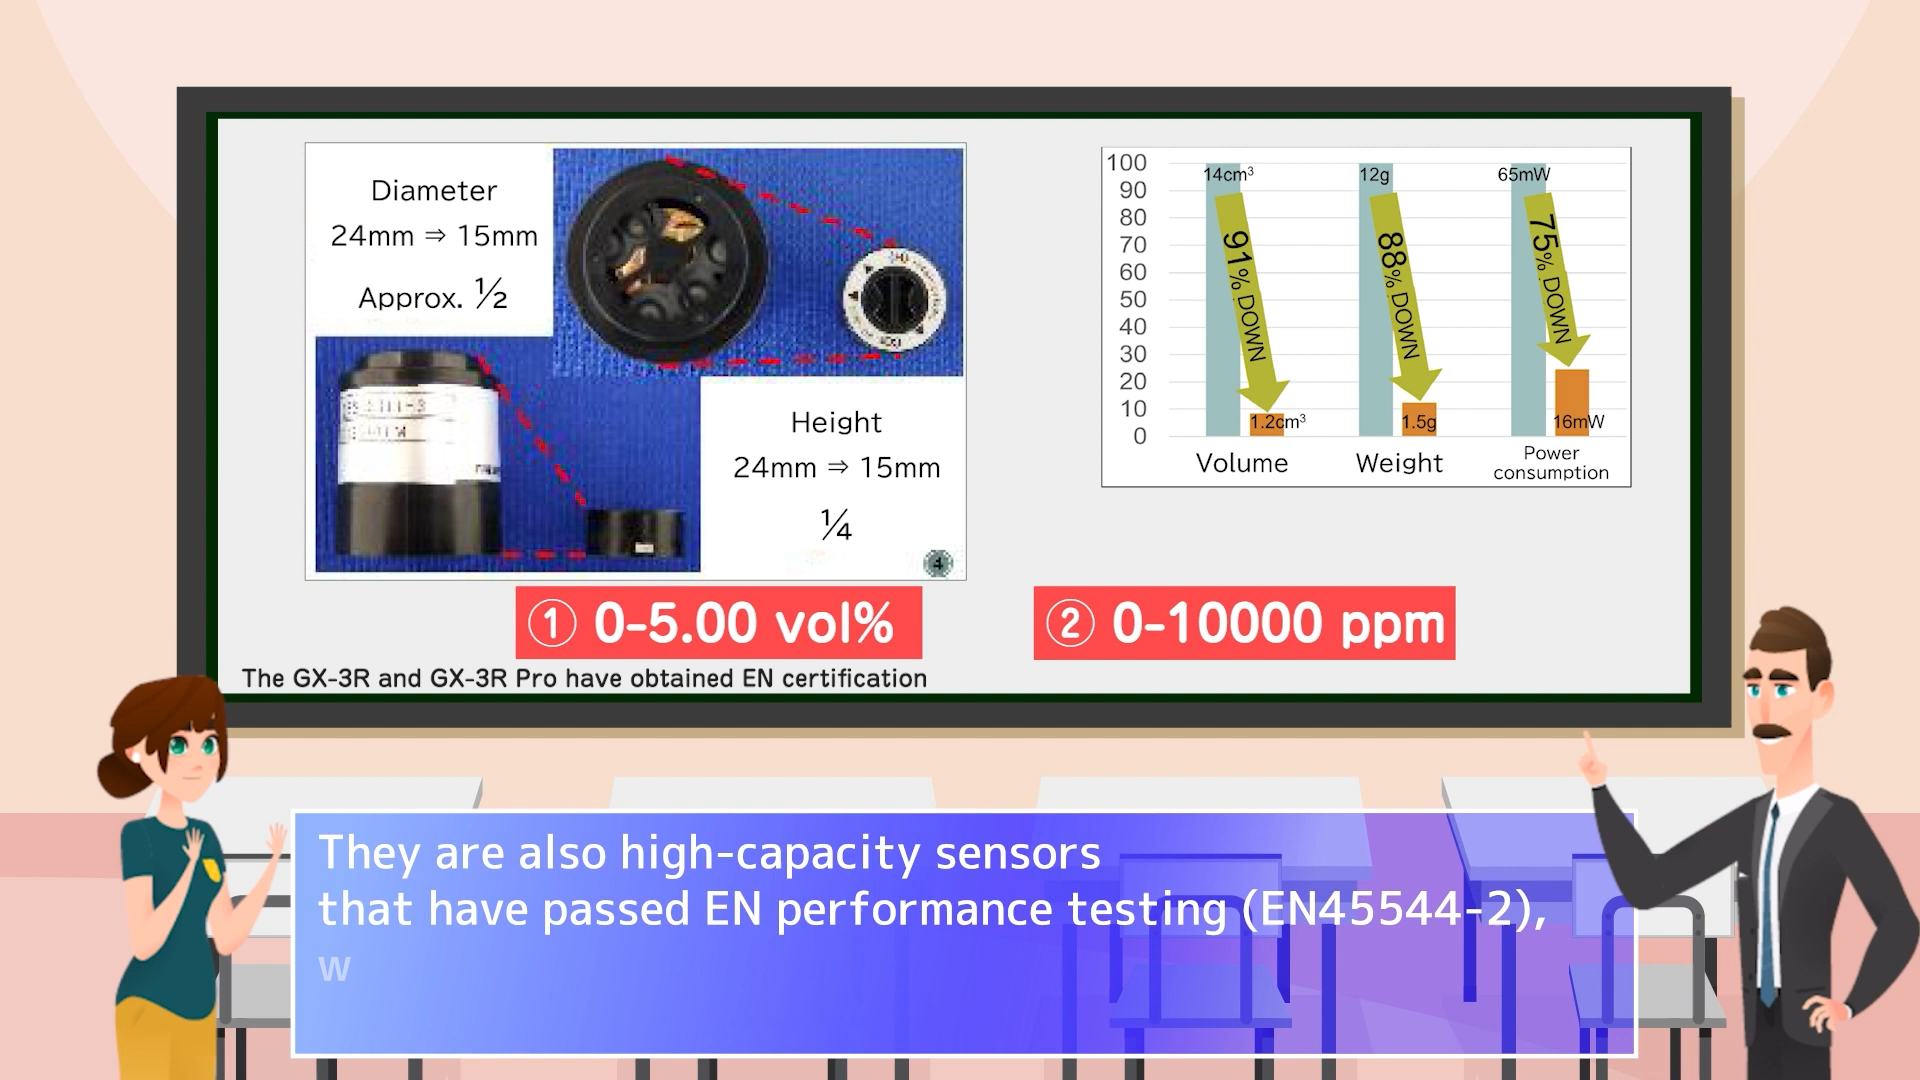 Diameter
24mm ⇒ 15mm
Approx. ½
Height
24mm ⇒ 15mm
¼
4
100
90
80
70
60
50
40
30
20
10
0
14cm³
91% DOWN
1.2cm³
Volume
12g
88% DOWN
1.5g
Weight
65mW
75% DOWN
16mW
Power
consumption
① 0-5.00 vol%
② 0-10000 ppm
The GX-3R and GX-3R Pro have obtained EN certification
They are also high-capacity sensors
that have passed EN performance testing (EN45544-2),
w